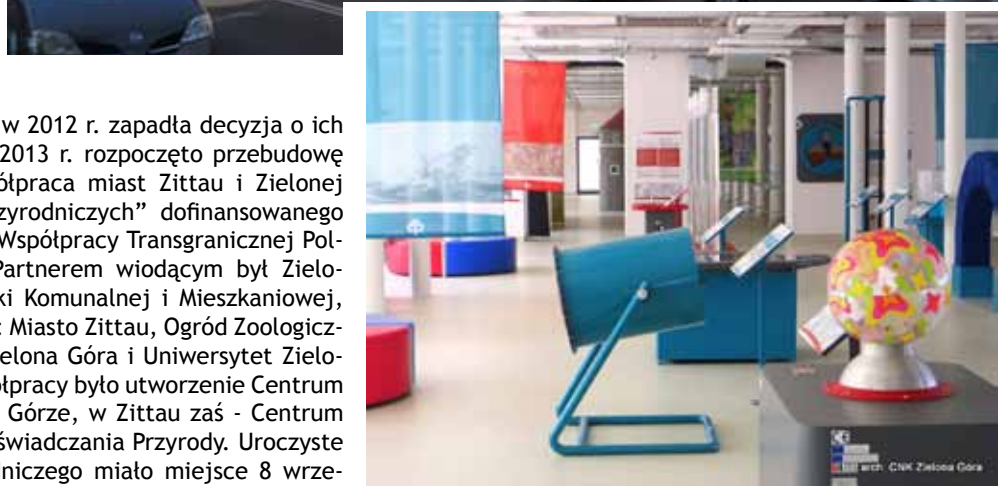 w 2012 r. zapadła decyzja o ich
2013 r. rozpoczęto przebudowę
ółpraca miast Zittau i Zielonej
zyrodniczych” dofinansowanego
Współpracy Transgranicznej Pol-
Partnerem wiodącym był Zielo-
ki Komunalnej i Mieszkaniowej,
: Miasto Zittau, Ogród Zoologicz-
elona Góra i Uniwersytet Zielo-
łpracy było utworzenie Centrum
Górze, w Zittau zaś - Centrum
świadczania Przyrody. Uroczyste
niczego miało miejsce 8 wrze-
arch CNK Zielona Góra